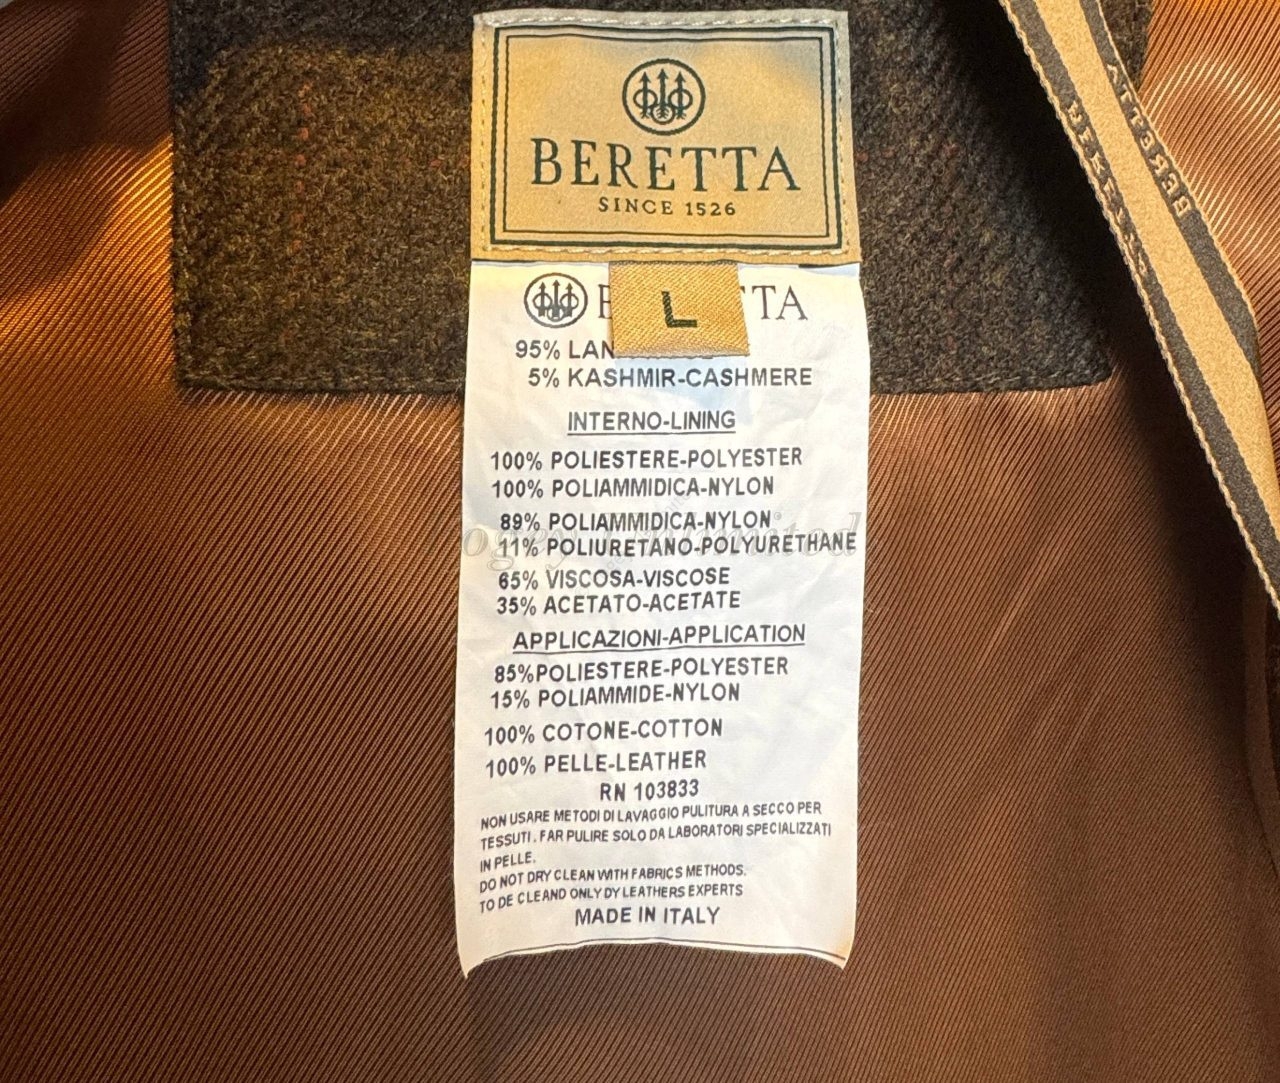 BERETTA
SINCE 1526
L
TA
95%
5% KASHMIR-CASHMERE
INTERNO-LINING
100% POLIESTERE-POLYESTER
100% POLIAMMIDICA-NYLON
89% POLIAMMIDICA-NYLON
11% POLIURETANO-POLYURETHANE
65% VISCOSA-VISCOSE
35% ACETATO-ACETATE
APPLICAZIONI-APPLICATION
85%POLIESTERE-POLYESTER
15% POLIAMMIDE-NYLON
100% COTONE-COTTON
100% PELLE-LEATHER
RN 103833
NON USARE METODI DI LAVAGGIO PULITURA A SECCO PER
TESSUTI. FAR PULIRE SOLO DA LABORATORI SPECIALIZZATI
IN PELLE.
DO NOT DRY CLEAN WITH FABRICS METHODS.
TO DE CLEAND ONLY DY LEATHERS EXPERTS
MADE IN ITALY
BERETTA
BERETTA